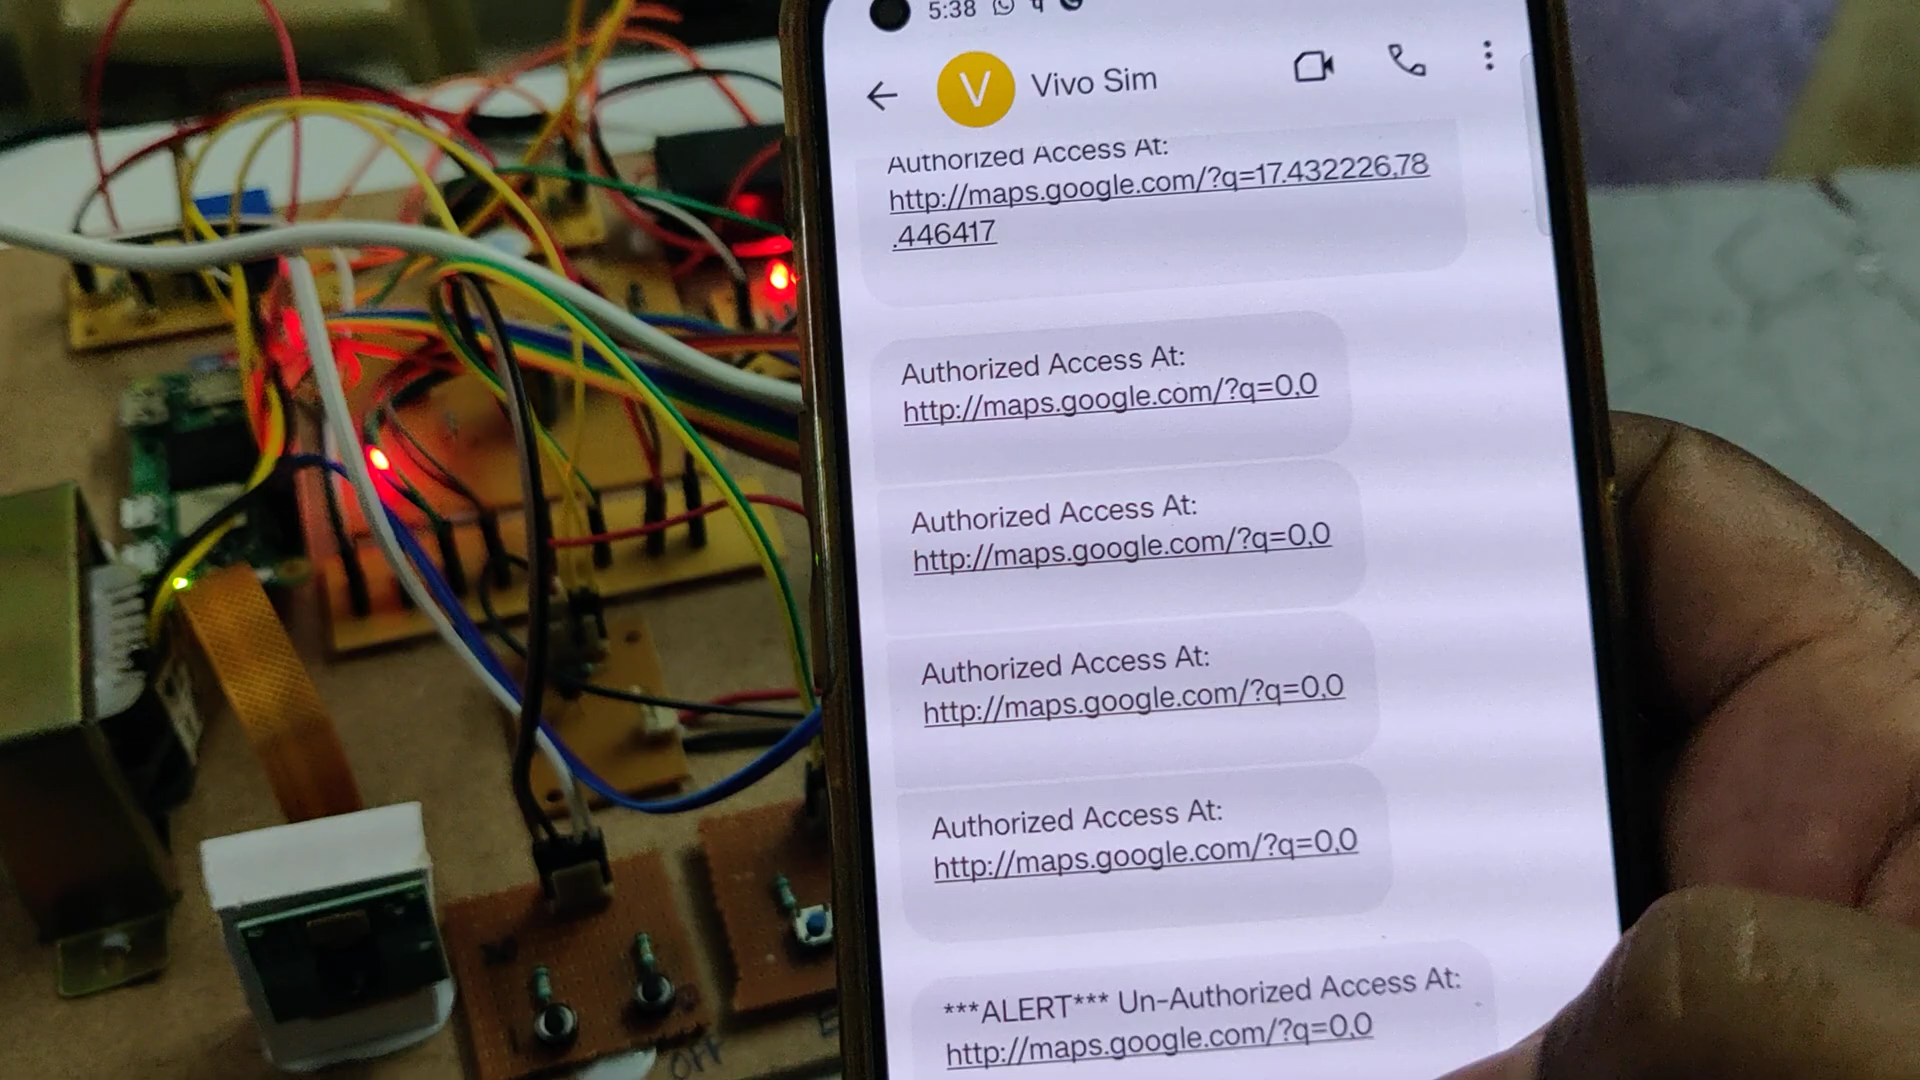 5:38
V Vivo Sim
Authorized Access At:
http://maps.google.com/?q=17.432226,78
.446417
Authorized Access At:
http://maps.google.com/?q=0,0
Authorized Access At:
http://maps.google.com/?q=0,0
Authorized Access At:
http://maps.google.com/?q=0,0
Authorized Access At:
http://maps.google.com/?q=0,0
***ALERT*** Un-Authorized Access At:
http://maps.google.com/?q=0,0
OFF